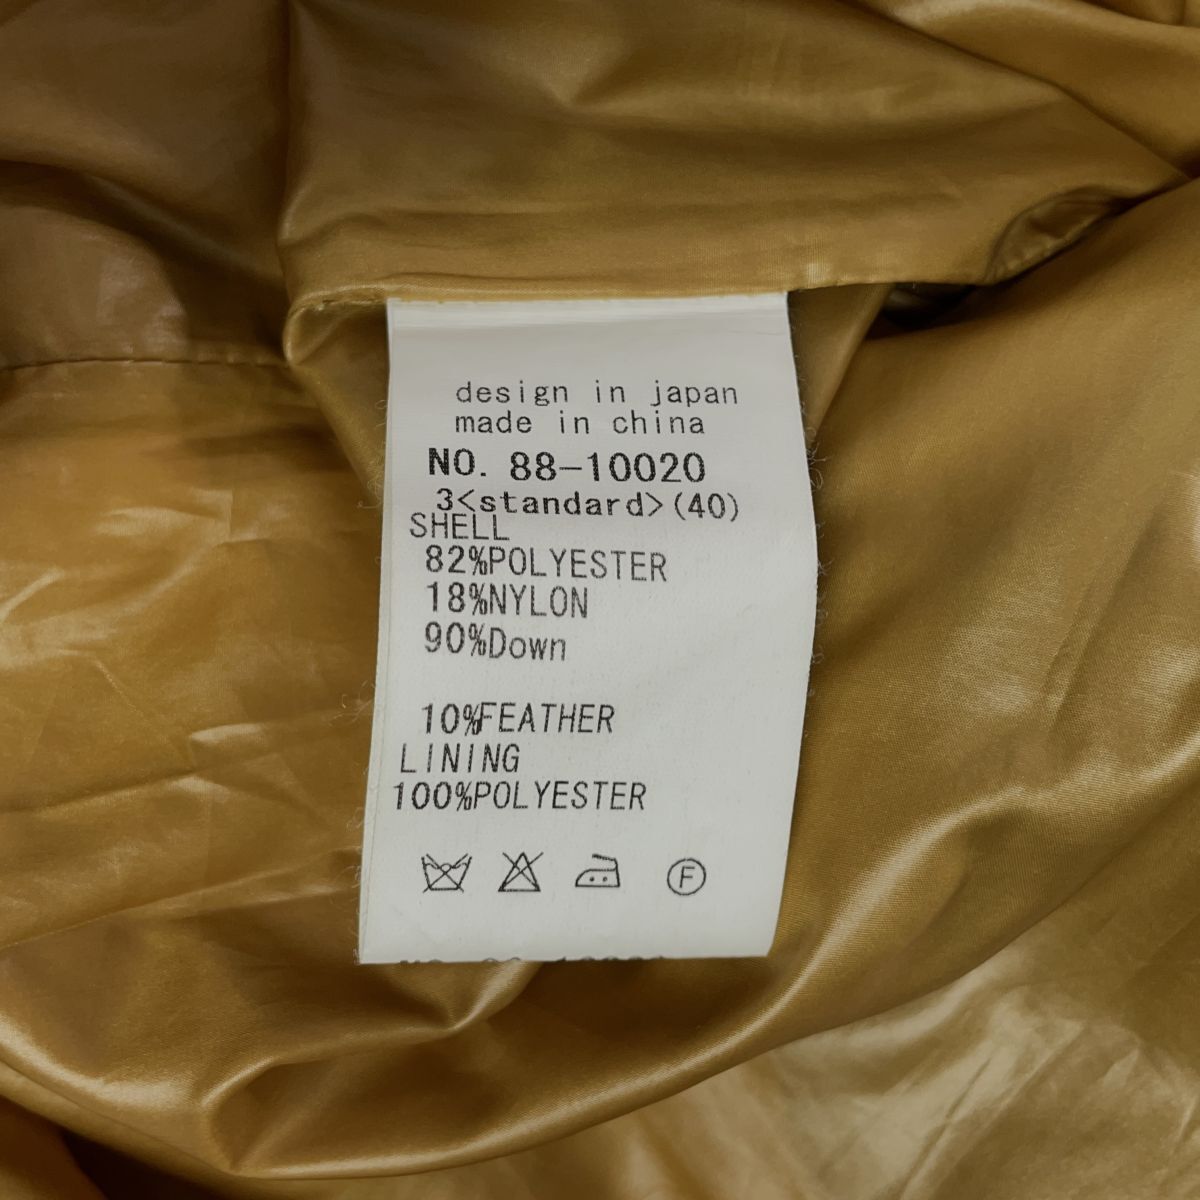 design in japan
made in china
NO. 88-10020
3<standard>(40)
SHELL
82%POLYESTER
18%NYLON
90%Down
10%FEATHER
LINING
100%POLYESTER
F